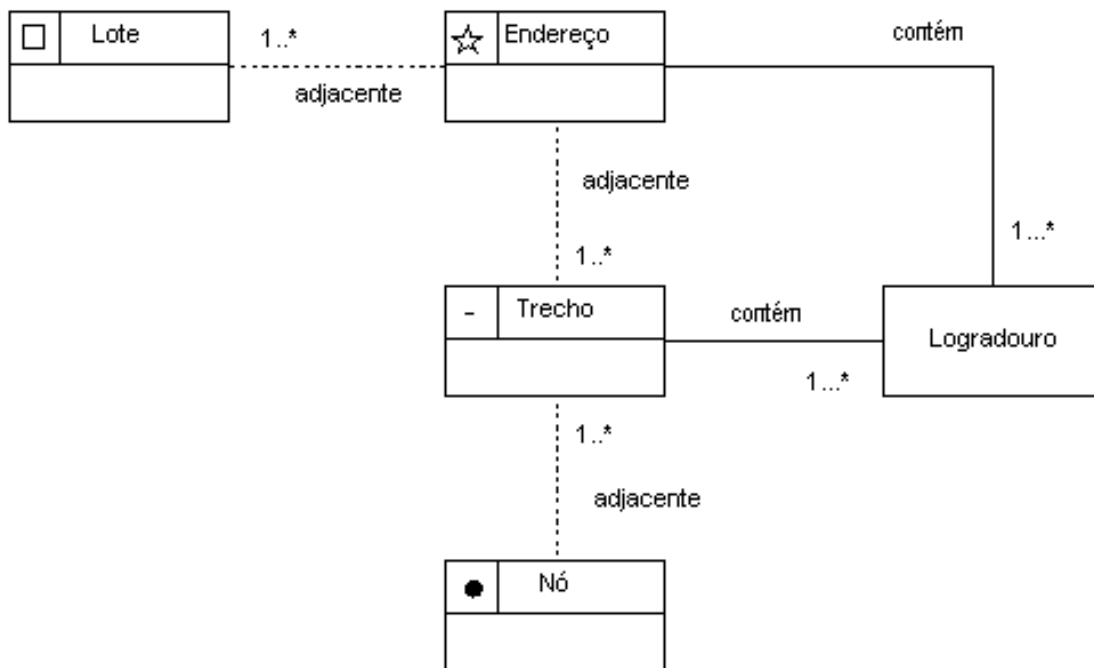 Lote
1..*
Endereço
contém
adjacente
adjacente
1...*
1..*
Trecho
contém
Logradouro
1...*
1..*
adjacente
Nó